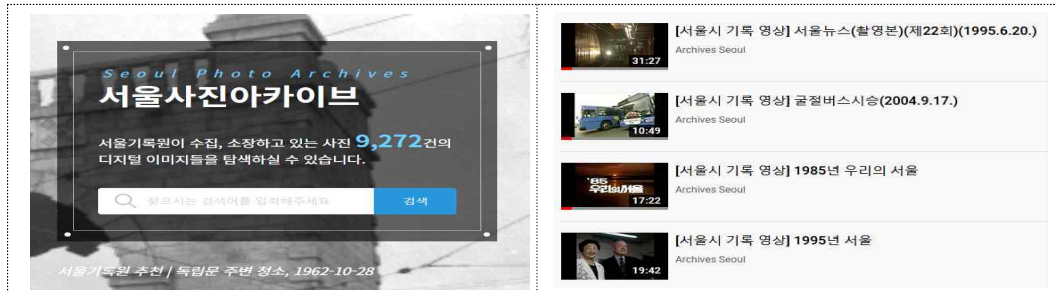 Seoul Photo Archives
서울사진아카이브
서울기록원이 수집, 소장하고 있는 사진 9,272건의
디지털 이미지들을 탐색하실 수 있습니다.
찾으시는 검색어를 입력해주세요
검색
서울기록원 추천 | 독립문 주변 청소, 1962-10-28
[서울시 기록 영상] 서울뉴스(촬영본)(제22회)(1995.6.20.)
Archives Seoul
31:27
[서울시 기록 영상] 굴절버스시승(2004.9.17.)
Archives Seoul
10:49
[서울시 기록 영상] 1985년 우리의 서울
Archives Seoul
'85
우리의서울
17:22
[서울시 기록 영상] 1995년 서울
Archives Seoul
19:42